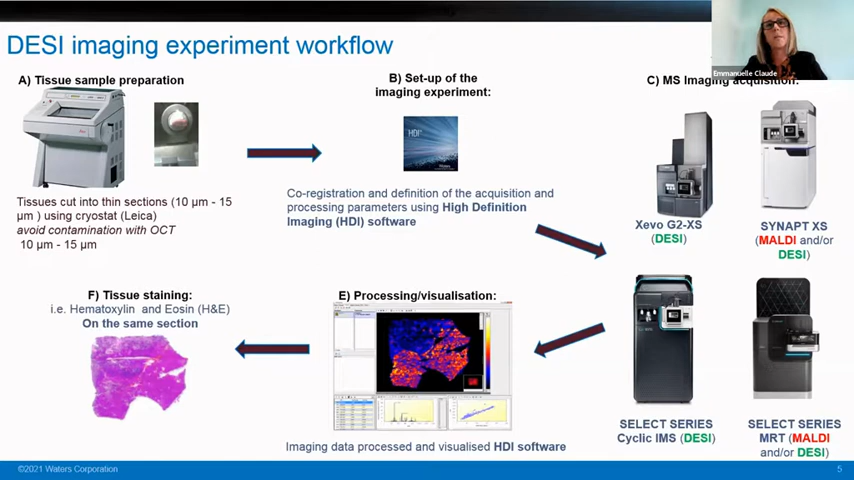 DESI imaging experiment workflow
Emmanuelle Claude
A) Tissue sample preparation
Tissues cut into thin sections (10 µm - 15
µm ) using cryostat (Leica)
avoid contamination with OCT
10 µm - 15 µm
B) Set-up of the
imaging experiment:
HDI
Co-registration and definition of the acquisition and
processing parameters using High Definition
Imaging (HDI) software
C) MS Imaging acquisition:
Xevo G2-XS
(DESI)
SYNAPT XS
(MALDI and/or
DESI)
SELECT SERIES
Cyclic IMS (DESI)
SELECT SERIES
MRT (MALDI
and/or DESI)
E) Processing/visualisation:
Imaging data processed and visualised HDI software
F) Tissue staining:
i.e. Hematoxylin and Eosin (H&E)
On the same section
©2021 Waters Corporation
5